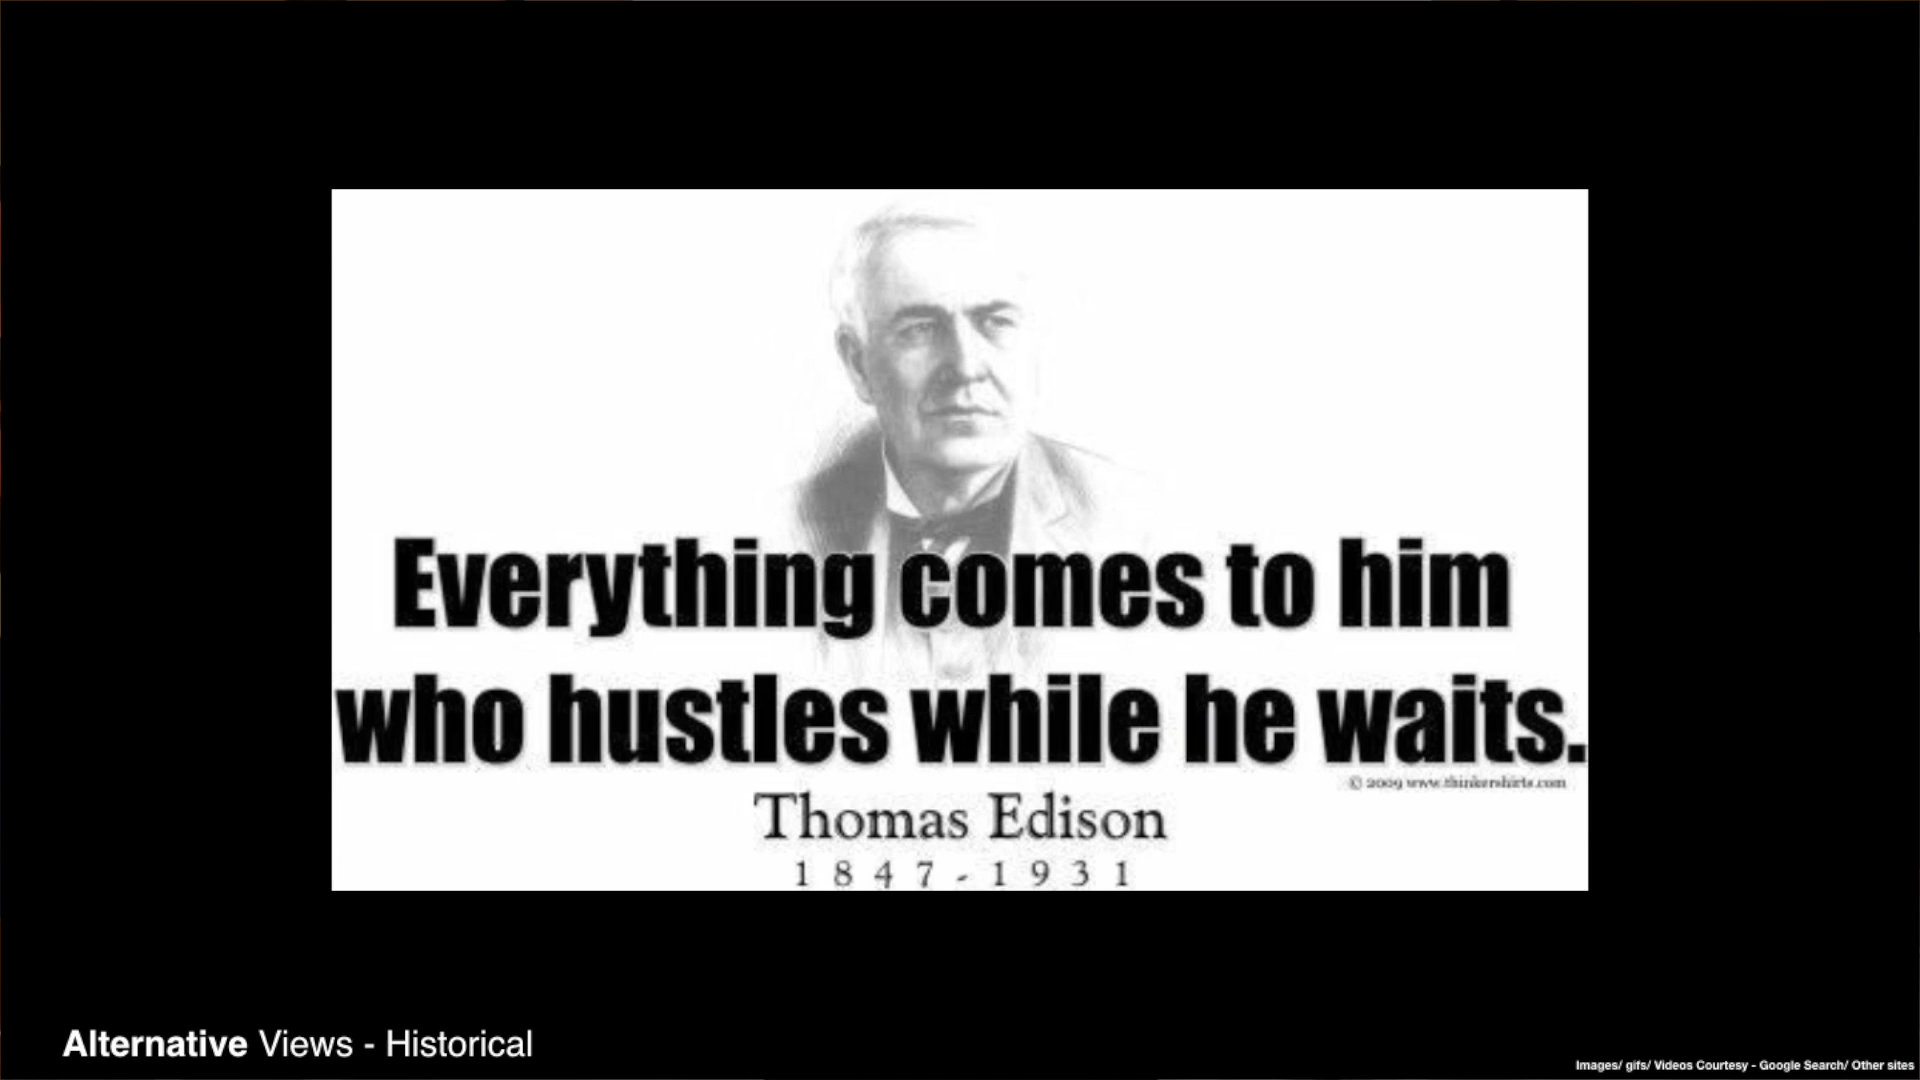 Everything comes to him
who hustles while he waits.
© 2009 www.thinkershirts.com
Thomas Edison
1847-1931
Alternative Views - Historical
Images/ gifs/ Videos Courtesy - Google Search/ Other sites